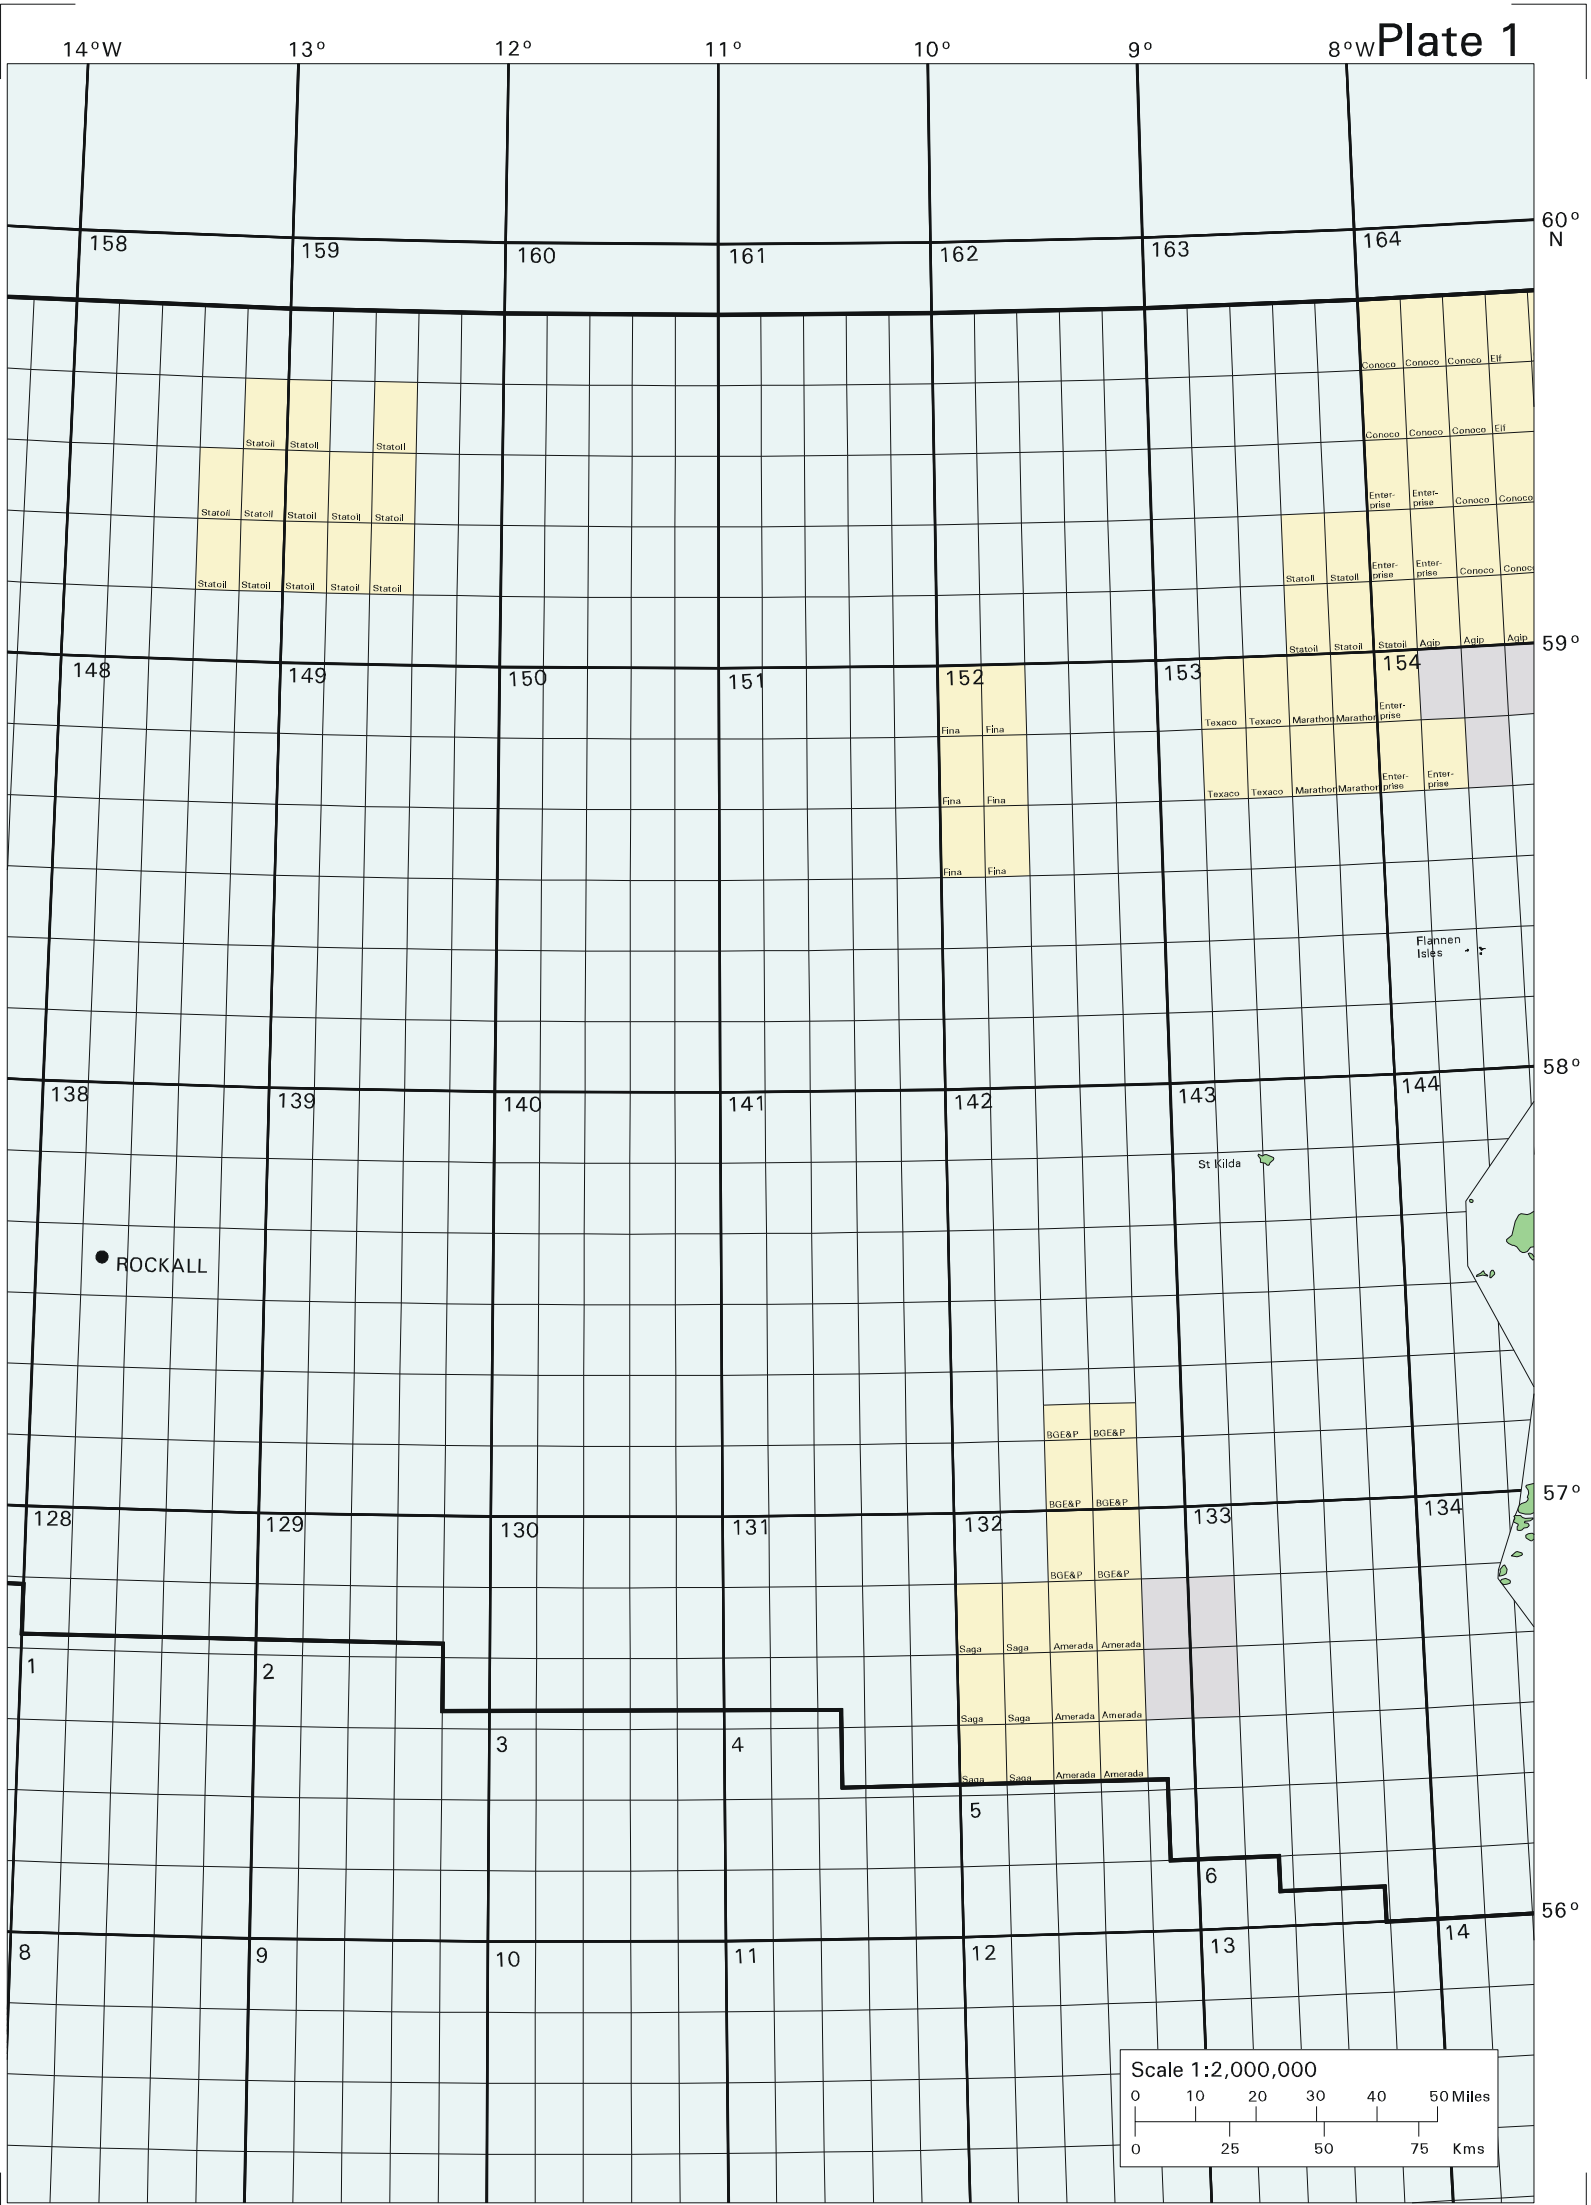 Plate 1
14°W 13° 12° 11° 10° 9° 8°W
60°
N
158 159 160 161 162 163 164
Conoco Conoco Conoco Elf
Statoil Statoil Statoil Conoco Conoco Conoco Elf
Enter-
prise Enter-
prise Conoco Conoco
Statoil Statoil Statoil Statoil Statoil
Statoil Statoil Enter-
prise Enter-
prise Conoco Conoc
Statoil Statoil Statoil Statoil Statoil
Statoil Statoil Statoil Agip Agip Agip
59°
148 149 150 151 152 153 154
Fina Fina Texaco Texaco Marathon Marathon Enter-
prise
Fina Fina Texaco Texaco Marathon Marathon Enter-
prise Enter-
prise
Fina Fina
Flannen
Isles
58°
138 139 140 141 142 143 144
St Kilda
ROCKALL
BGE&P BGE&P
BGE&P BGE&P
57°
128 129 130 131 132 133 134
BGE&P BGE&P
Saga Saga Amerada Amerada
1 2
Saga Saga Amerada Amerada
3 4
Saga Saga Amerada Amerada
5
6
56°
8 9 10 11 12 13 14
Scale 1:2,000,000
0 10 20 30 40 50 Miles
0 25 50 75 Kms